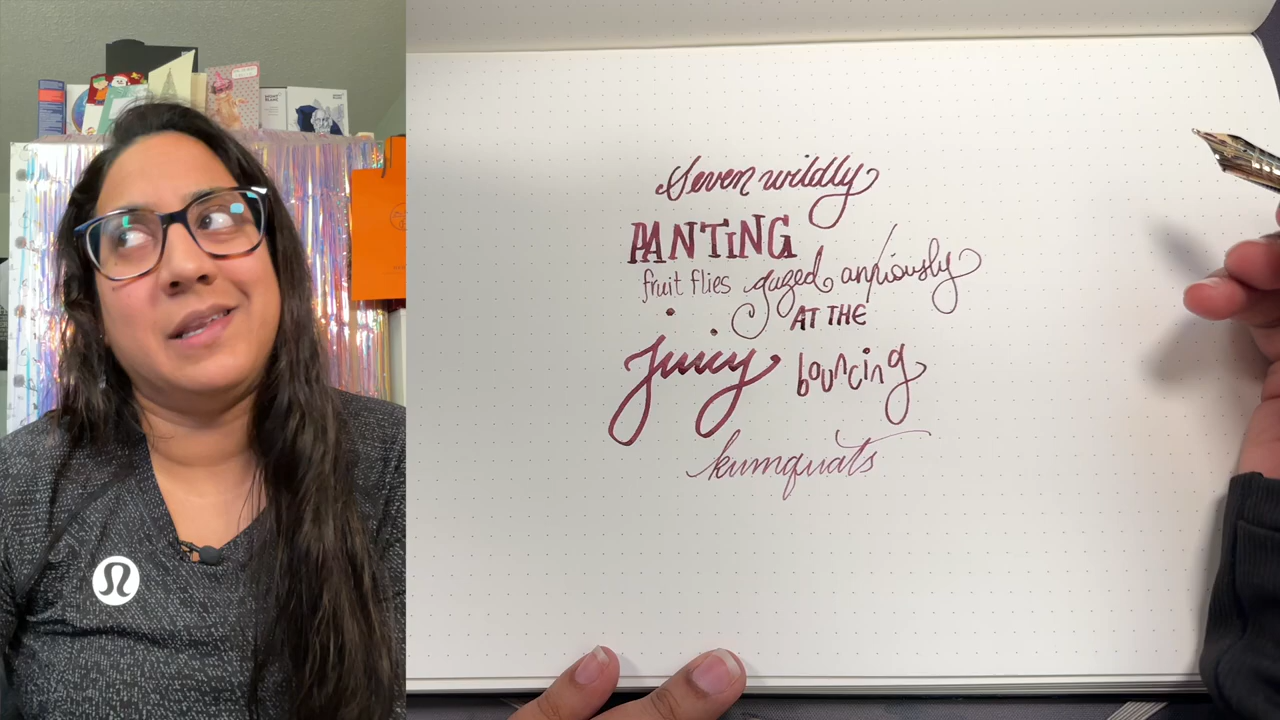 Seven wildly
PANTING
fruit flies gazed anxiously
AT THE
juicy bouncing
kumquats